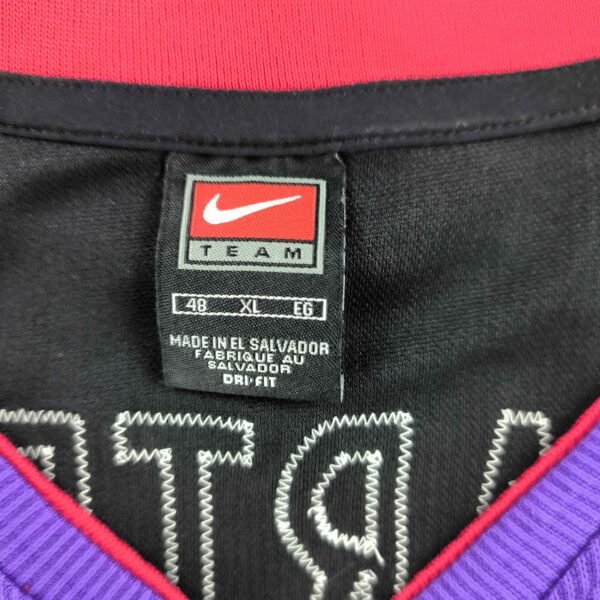 TEAM
48 XL EG
MADE IN EL SALVADOR
FABRIQUE AU
SALVADOR
DRI-FIT